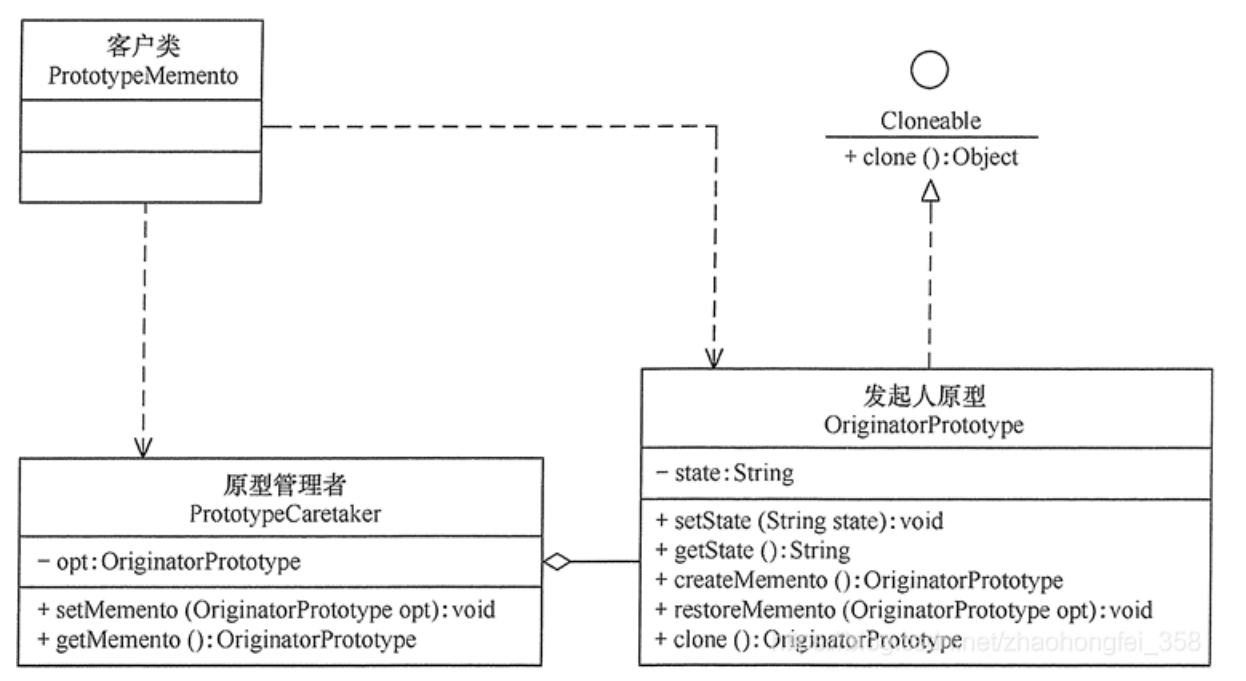 客户类
PrototypeMemento
Cloneable
+ clone ():Object
发起人原型
OriginatorPrototype
- state:String
+ setState (String state):void
+ getState ():String
+ createMemento ():OriginatorPrototype
+ restoreMemento (OriginatorPrototype opt):void
+ clone ():OriginatorPrototype
原型管理者
PrototypeCaretaker
- opt:OriginatorPrototype
+ setMemento (OriginatorPrototype opt):void
+ getMemento ():OriginatorPrototype
net/zhaohongfei_358